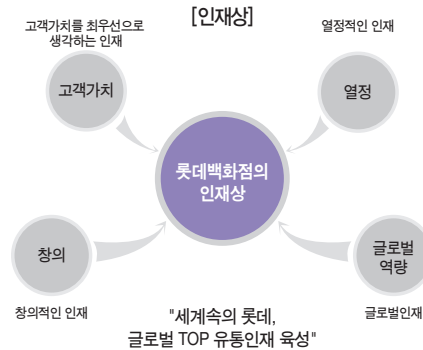 [인재상]
고객가치를 최우선으로
생각하는 인재
열정적인 인재
고객가치
열정
롯데백화점의
인재상
창의
글로벌
역량
창의적인 인재
글로벌인재
"세계속의 롯데,
글로벌 TOP 유통인재 육성"